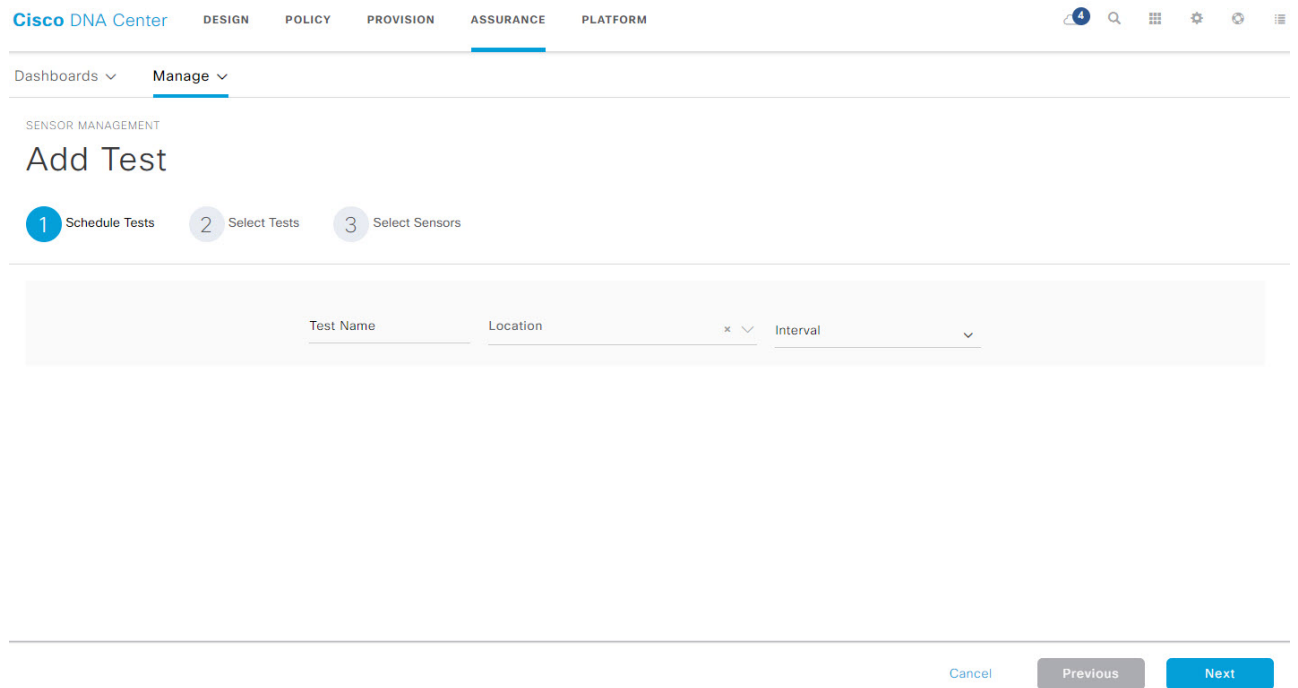 Cisco DNA Center DESIGN POLICY PROVISION ASSURANCE PLATFORM 4
Dashboards Manage
SENSOR MANAGEMENT
Add Test
1 Schedule Tests 2 Select Tests 3 Select Sensors
Test Name Location × Interval
Cancel Previous Next